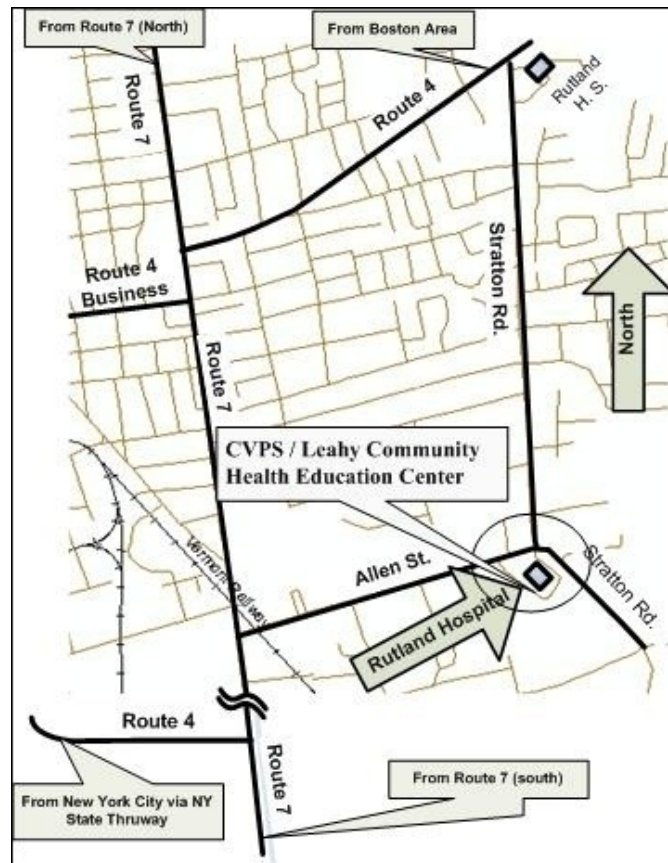 From Route 7 (North)
From Boston Area
Route 7
Route 4
Rutland
H. S.
Route 4
Business
Stratton Rd.
North
Route 7
CVPS / Leahy Community
Health Education Center
Vermont Railway
Allen St.
Stratton Rd.
Rutland Hospital
Route 4
Route 7
From Route 7 (south)
From New York City via NY
State Thruway